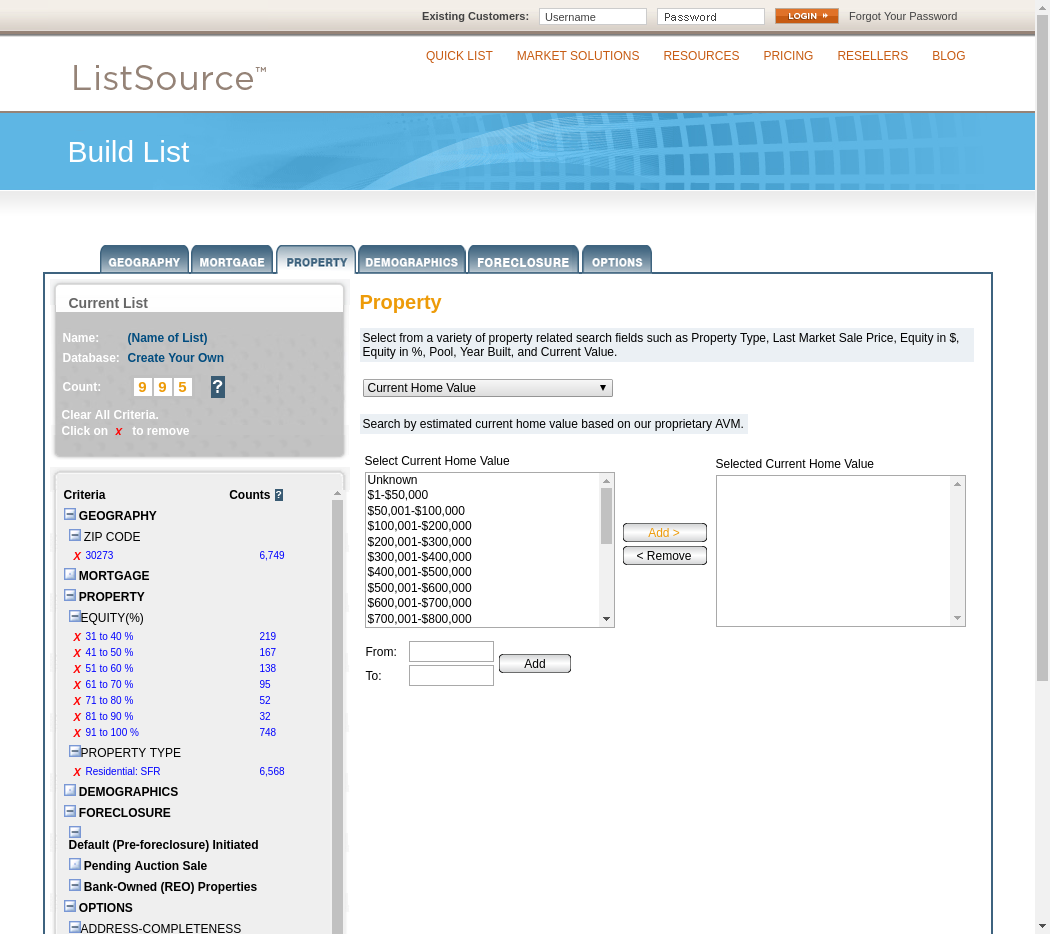 Existing Customers: Username Password LOGIN Forgot Your Password
QUICK LIST MARKET SOLUTIONS RESOURCES PRICING RESELLERS BLOG
ListSource™
Build List
GEOGRAPHY MORTGAGE PROPERTY DEMOGRAPHICS FORECLOSURE OPTIONS
Current List
Name: (Name of List)
Database: Create Your Own
Count: 9 9 5 ?
Clear All Criteria.
Click on x to remove
Criteria Counts ?
GEOGRAPHY
ZIP CODE
X 30273 6,749
MORTGAGE
PROPERTY
EQUITY(%)
X 31 to 40 % 219
X 41 to 50 % 167
X 51 to 60 % 138
X 61 to 70 % 95
X 71 to 80 % 52
X 81 to 90 % 32
X 91 to 100 % 748
PROPERTY TYPE
X Residential: SFR 6,568
DEMOGRAPHICS
FORECLOSURE
Default (Pre-foreclosure) Initiated
Pending Auction Sale
Bank-Owned (REO) Properties
OPTIONS
ADDRESS-COMPLETENESS
Property
Select from a variety of property related search fields such as Property Type, Last Market Sale Price, Equity in $,
Equity in %, Pool, Year Built, and Current Value.
Current Home Value
Search by estimated current home value based on our proprietary AVM.
Select Current Home Value
Unknown
$1-$50,000
$50,001-$100,000
$100,001-$200,000
$200,001-$300,000
$300,001-$400,000
$400,001-$500,000
$500,001-$600,000
$600,001-$700,000
$700,001-$800,000
Add >
< Remove
Selected Current Home Value
From:
To:
Add